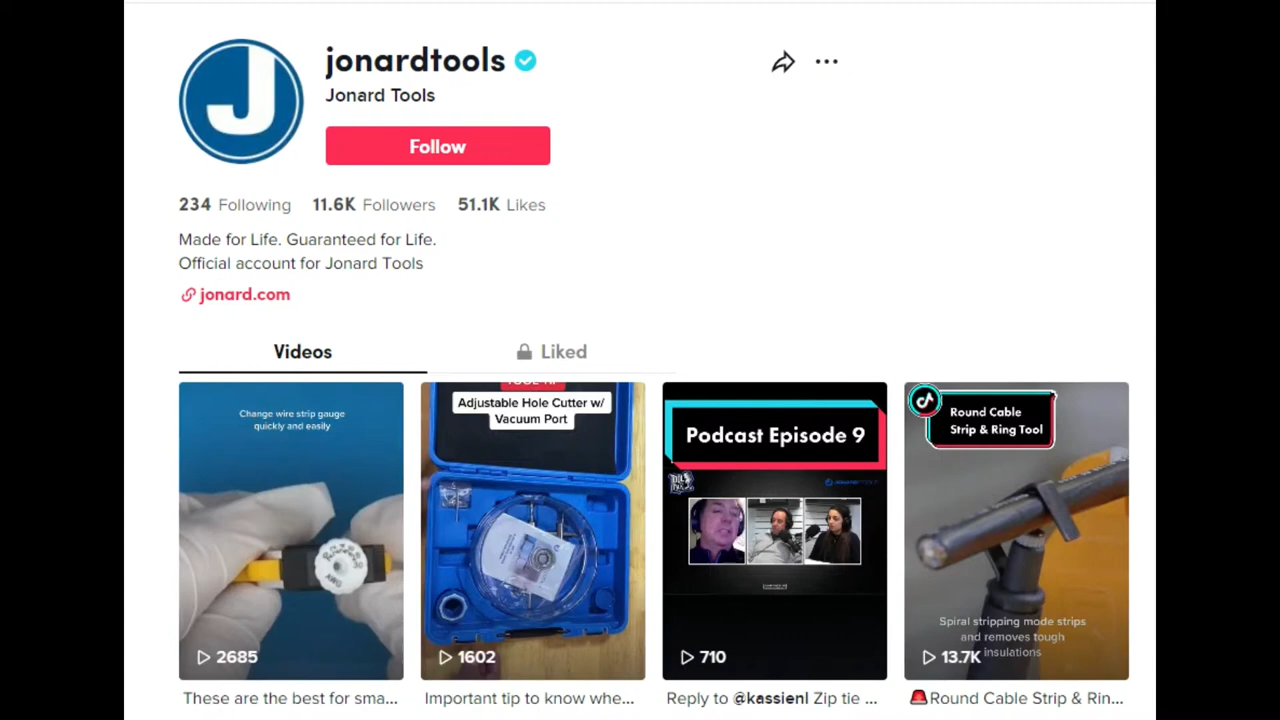 J
jonardtools
Jonard Tools
Follow
234 Following 11.6K Followers 51.1K Likes
Made for Life. Guaranteed for Life.
Official account for Jonard Tools
jonard.com
Videos
Liked
Change wire strip gauge
quickly and easily
AWG
2685
These are the best for sma...
Adjustable Hole Cutter w/
Vacuum Port
1602
Important tip to know whe...
Podcast Episode 9
710
Reply to @kassienl Zip tie ...
Round Cable
Strip & Ring Tool
Spiral stripping mode strips
and removes tough
insulations
13.7K
🚨Round Cable Strip & Rin...